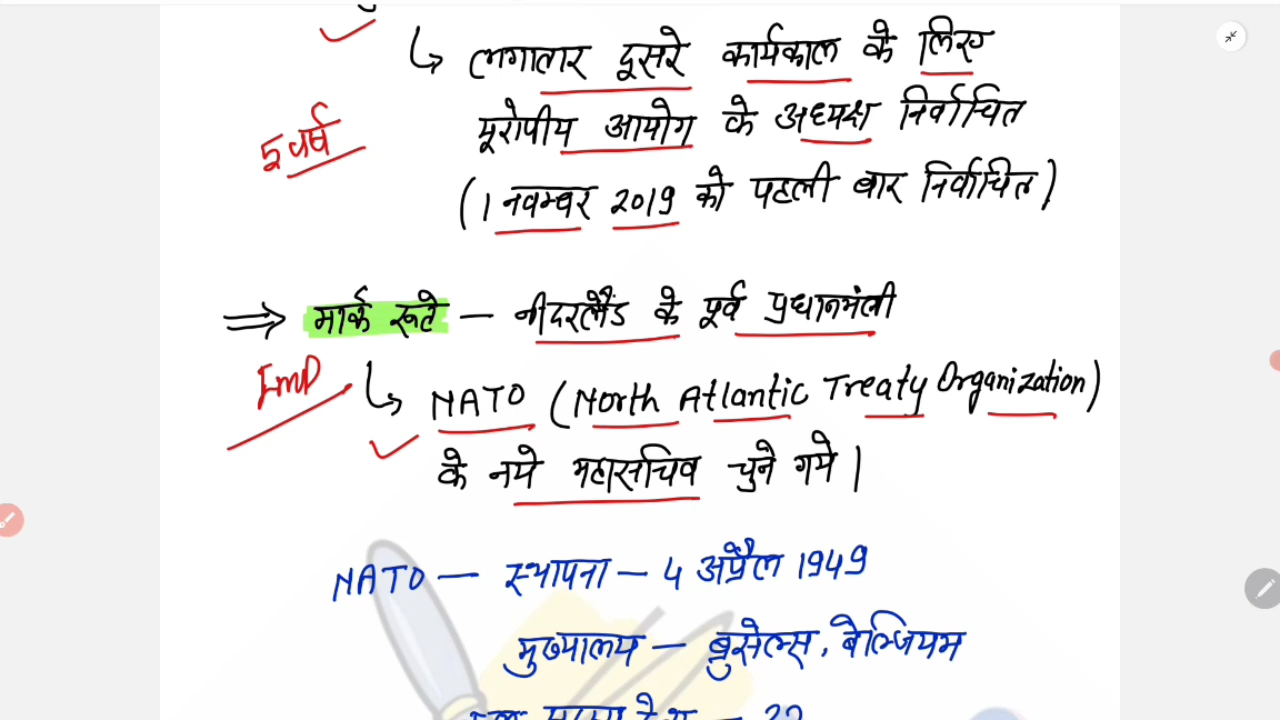 लगातार दूसरे कार्यकाल के लिए
5 वर्ष
यूरोपीय आयोग के अध्यक्ष निर्वाचित
(1 नवम्बर 2019 को पहली बार निर्वाचित)
⇒ मार्क रूते – नीदरलैंड के पूर्व प्रधानमंत्री
Imp
↳ NATO (North Atlantic Treaty Organization)
के नये महासचिव चुने गये।
NATO – स्थापना – 4 अप्रैल 1949
मुख्यालय – ब्रुसेल्स, बेल्जियम